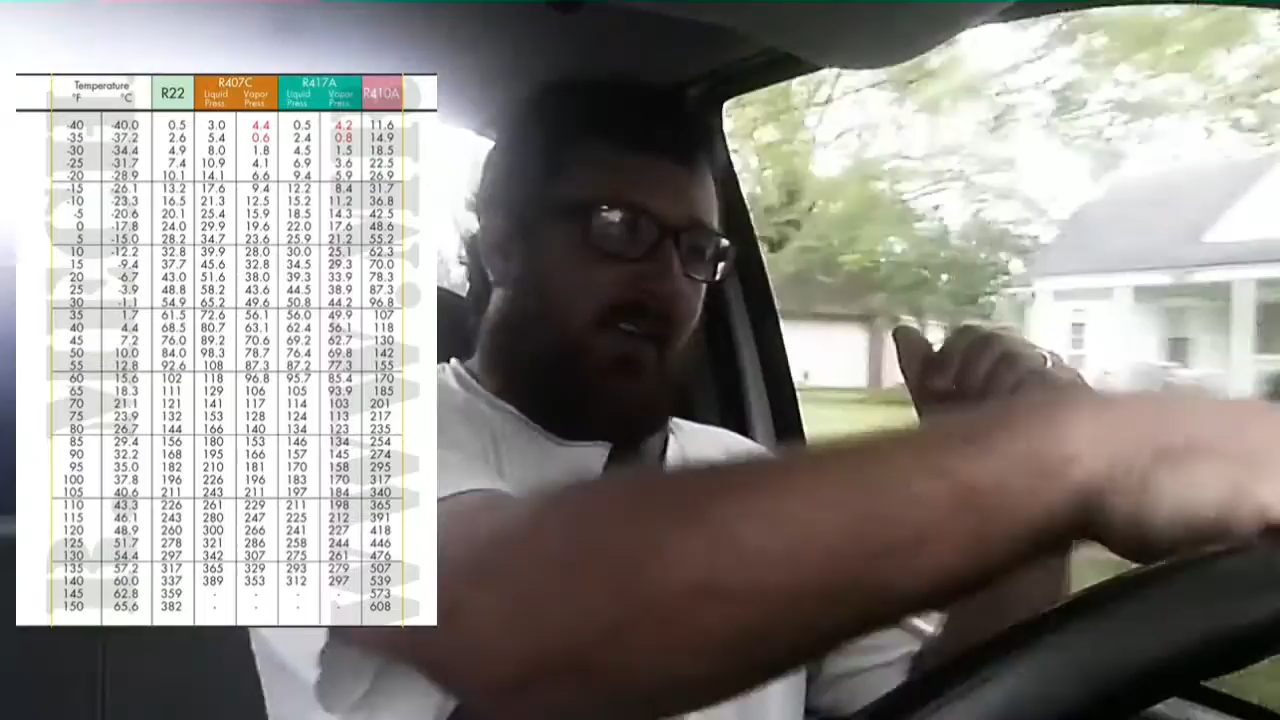 Temperature R22 R407C R417A R410A
°F °C Liquid Press Vapor Press Liquid Press Vapor Press.
-40 -40.0 0.5 3.0 4.4 0.5 4.2 11.6
-35 -37.2 2.6 5.4 0.6 2.4 0.8 14.9
-30 -34.4 4.9 8.0 1.8 4.5 1.5 18.5
-25 -31.7 7.4 10.9 4.1 6.9 3.6 22.5
-20 -28.9 10.1 14.1 6.6 9.4 5.9 26.9
-15 -26.1 13.2 17.6 9.4 12.2 8.4 31.7
-10 -23.3 16.5 21.3 12.5 15.2 11.2 36.8
-5 -20.6 20.1 25.4 15.9 18.5 14.3 42.5
0 -17.8 24.0 29.9 19.6 22.0 17.6 48.6
5 -15.0 28.2 34.7 23.6 25.9 21.2 55.2
10 -12.2 32.8 39.9 28.0 30.0 25.1 62.3
15 -9.4 37.7 45.6 32.8 34.5 29.3 70.0
20 -6.7 43.0 51.6 38.0 39.3 33.9 78.3
25 -3.9 48.8 58.2 43.6 44.5 38.9 87.3
30 -1.1 54.9 65.2 49.6 50.8 44.2 96.8
35 1.7 61.5 72.6 56.1 56.0 49.9 107
40 4.4 68.5 80.7 63.1 62.4 56.1 118
45 7.2 76.0 89.2 70.6 69.2 62.7 130
50 10.0 84.0 98.3 78.7 76.4 69.8 142
55 12.8 92.6 108 87.3 87.2 77.3 155
60 15.6 102 118 96.8 95.7 85.4 170
65 18.3 111 129 106 105 93.9 185
70 21.1 121 141 117 114 103 201
75 23.9 132 153 128 124 113 217
80 26.7 144 166 140 134 123 235
85 29.4 156 180 153 146 134 254
90 32.2 168 195 166 157 145 274
95 35.0 182 210 181 170 158 295
100 37.8 196 226 196 183 170 317
105 40.6 211 243 211 197 184 340
110 43.3 226 261 229 211 198 365
115 46.1 243 280 247 225 212 391
120 48.9 260 300 266 241 227 418
125 51.7 278 321 286 258 244 446
130 54.4 297 342 307 275 261 476
135 57.2 317 365 329 293 279 507
140 60.0 337 389 353 312 297 539
145 62.8 359 - - - - 573
150 65.6 382 - - - - 608